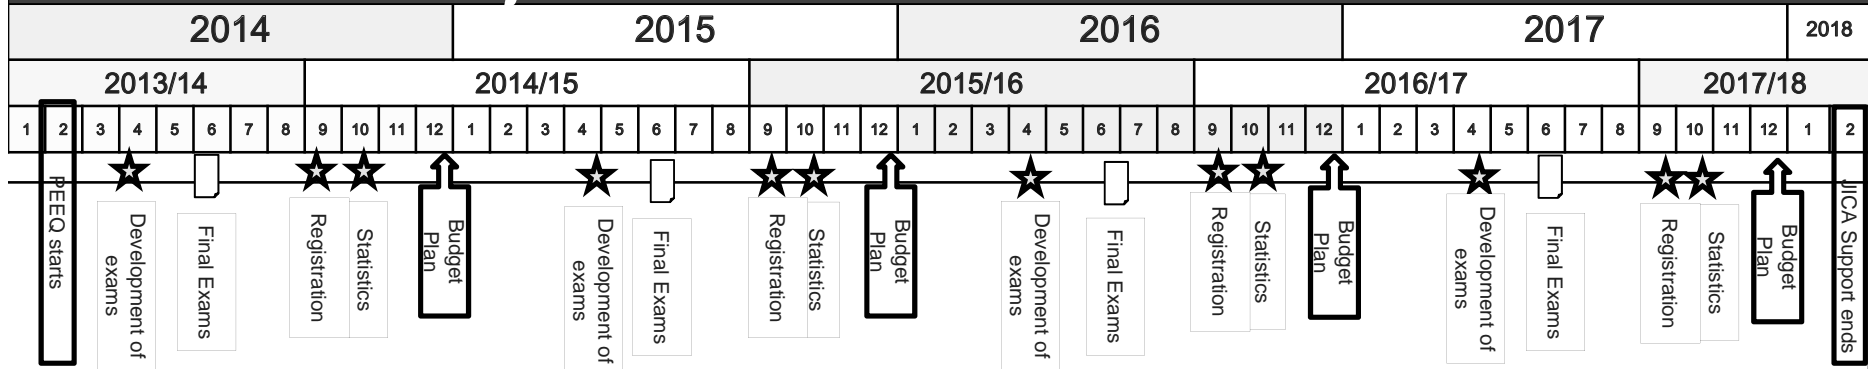 2014 2015 2016 2017 2018
2013/14 2014/15 2015/16 2016/17 2017/18
1 2 3 4 5 6 7 8 9 10 11 12 1 2 3 4 5 6 7 8 9 10 11 12 1 2 3 4 5 6 7 8 9 10 11 12 1 2 3 4 5 6 7 8 9 10 11 12 1 2
PEEQ starts
Development of
exams
Final Exams
Registration
Statistics
Budget
Plan
Development of
exams
Final Exams
Registration
Statistics
Budget
Plan
Development of
exams
Final Exams
Registration
Statistics
Budget
Plan
Development of
exams
Final Exams
Registration
Statistics
Budget
Plan
JICA Support ends